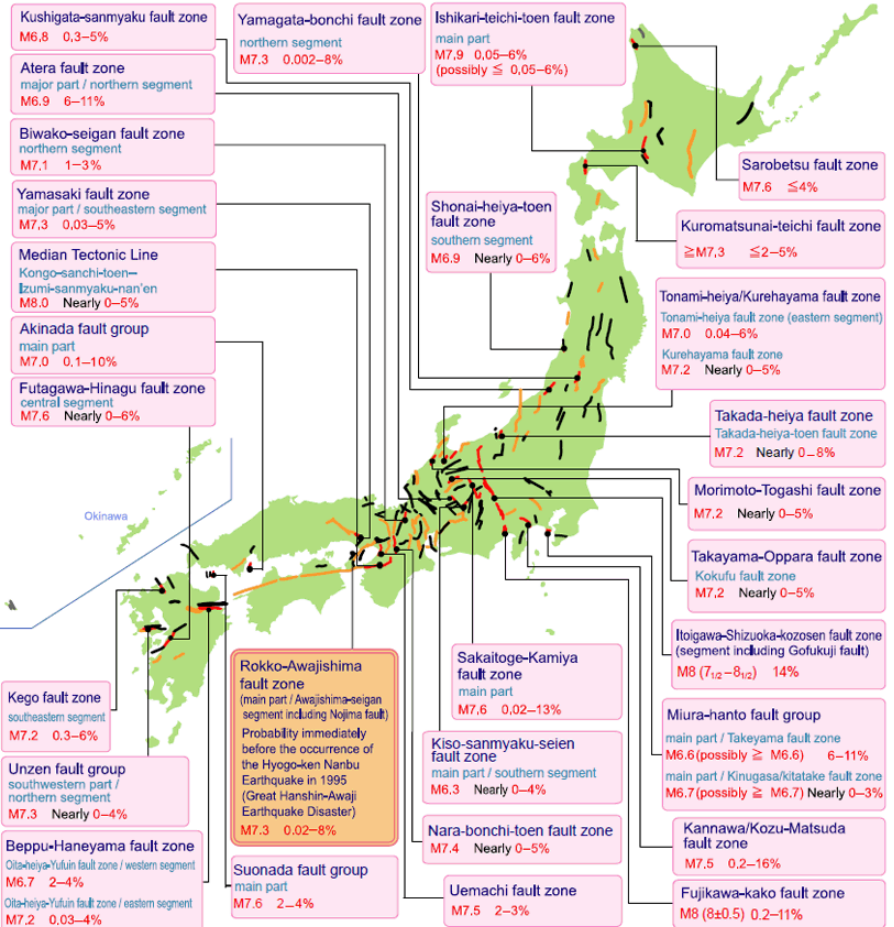 Kushigata-sanmyaku fault zone
M6.8 0.3-5%
Atera fault zone
major part / northern segment
M6.9 6-11%
Biwako-seigan fault zone
northern segment
M7.1 1-3%
Yamasaki fault zone
major part / southeastern segment
M7.3 0.03-5%
Median Tectonic Line
Kongo-sanchi-toen-
Izumi-sanmyaku-nan'en
M8.0 Nearly 0-5%
Akinada fault group
main part
M7.0 0.1-10%
Futagawa-Hinagu fault zone
central segment
M7.6 Nearly 0-6%
Yamagata-bonchi fault zone
northern segment
M7.3 0.002-8%
Ishikari-teichi-toen fault zone
main part
M7.9 0.05-6%
(possibly ≦ 0.05-6%)
Shonai-heiya-toen
fault zone
southern segment
M6.9 Nearly 0-6%
Sarobetsu fault zone
M7.6 ≦4%
Kuromatsunai-teichi fault zone
≧M7.3 ≦2-5%
Tonami-heiya/Kurehayama fault zone
Tonami-heiya fault zone (eastern segment)
M7.0 0.04-6%
Kurehayama fault zone
M7.2 Nearly 0-5%
Takada-heiya fault zone
Takada-heiya-toen fault zone
M7.2 Nearly 0-8%
Morimoto-Togashi fault zone
M7.2 Nearly 0-5%
Takayama-Oppara fault zone
Kokufu fault zone
M7.2 Nearly 0-5%
Itoigawa-Shizuoka-kozosen fault zone
(segment including Gofukuji fault)
M8 (7 1/2 -8 1/2) 14%
Miura-hanto fault group
main part / Takeyama fault zone
M6.6 (possibly ≧ M6.6) 6-11%
main part / Kinugasa/kitatake fault zone
M6.7 (possibly ≧ M6.7) Nearly 0-3%
Kannawa/Kozu-Matsuda
fault zone
M7.5 0.2-16%
Fujikawa-kako fault zone
M8 (8±0.5) 0.2-11%
Okinawa
Kego fault zone
southeastern segment
M7.2 0.3-6%
Unzen fault group
southwestern part /
northern segment
M7.3 Nearly 0-4%
Beppu-Haneyama fault zone
Oita-heiya-Yufuin fault zone / western segment
M6.7 2-4%
Oita-heiya-Yufuin fault zone / eastern segment
M7.2 0.03-4%
Rokko-Awajishima
fault zone
(main part / Awajishima-seigan
segment including Nojima fault)
Probability immediately
before the occurrence of
the Hyogo-ken Nanbu
Earthquake in 1995
(Great Hanshin-Awaji
Earthquake Disaster)
M7.3 0.02-8%
Suonada fault group
main part
M7.6 2-4%
Sakaitoge-Kamiya
fault zone
main part
M7.6 0.02-13%
Kiso-sanmyaku-seien
fault zone
main part / southern segment
M6.3 Nearly 0-4%
Nara-bonchi-toen fault zone
M7.4 Nearly 0-5%
Uemachi fault zone
M7.5 2-3%